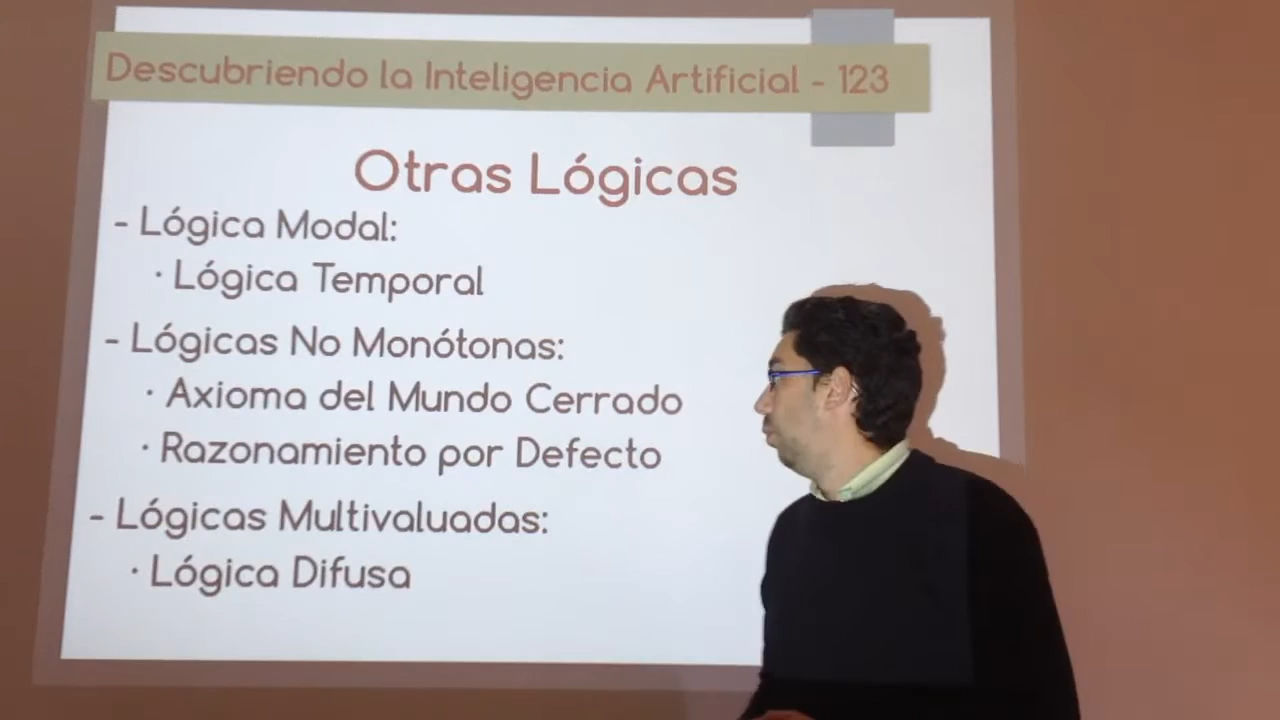 Descubriendo la Inteligencia Artificial - 123
Otras Lógicas
- Lógica Modal:
· Lógica Temporal
- Lógicas No Monótonas:
· Axioma del Mundo Cerrado
· Razonamiento por Defecto
- Lógicas Multivaluadas:
· Lógica Difusa